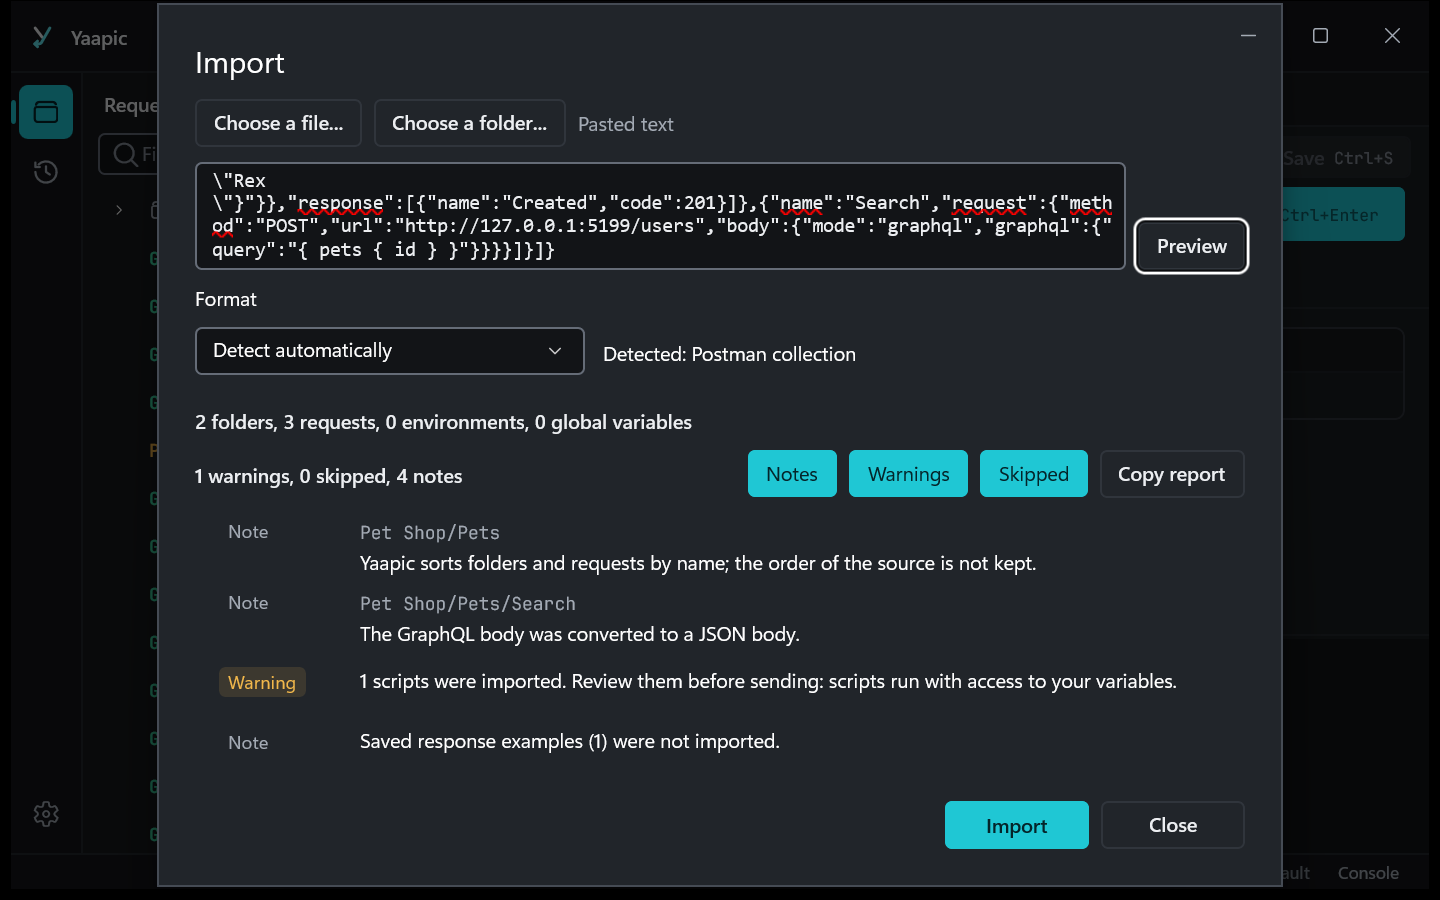 Yaapic
Import
Reque
Choose a file...
Choose a folder...
Pasted text
Fi
Save Ctrl+S
\"Rex
\"}"}},"response":[{"name":"Created","code":201}]},{"name":"Search","request":{"meth
od":"POST","url":"http://127.0.0.1:5199/users","body":{"mode":"graphql","graphql":{"
query":"{ pets { id } }"}}}}]}]}
Ctrl+Enter
Preview
Format
Detect automatically
Detected: Postman collection
2 folders, 3 requests, 0 environments, 0 global variables
1 warnings, 0 skipped, 4 notes
Notes
Warnings
Skipped
Copy report
Note
Pet Shop/Pets
Yaapic sorts folders and requests by name; the order of the source is not kept.
Note
Pet Shop/Pets/Search
The GraphQL body was converted to a JSON body.
Warning
1 scripts were imported. Review them before sending: scripts run with access to your variables.
Note
Saved response examples (1) were not imported.
Import
Close
ault
Console